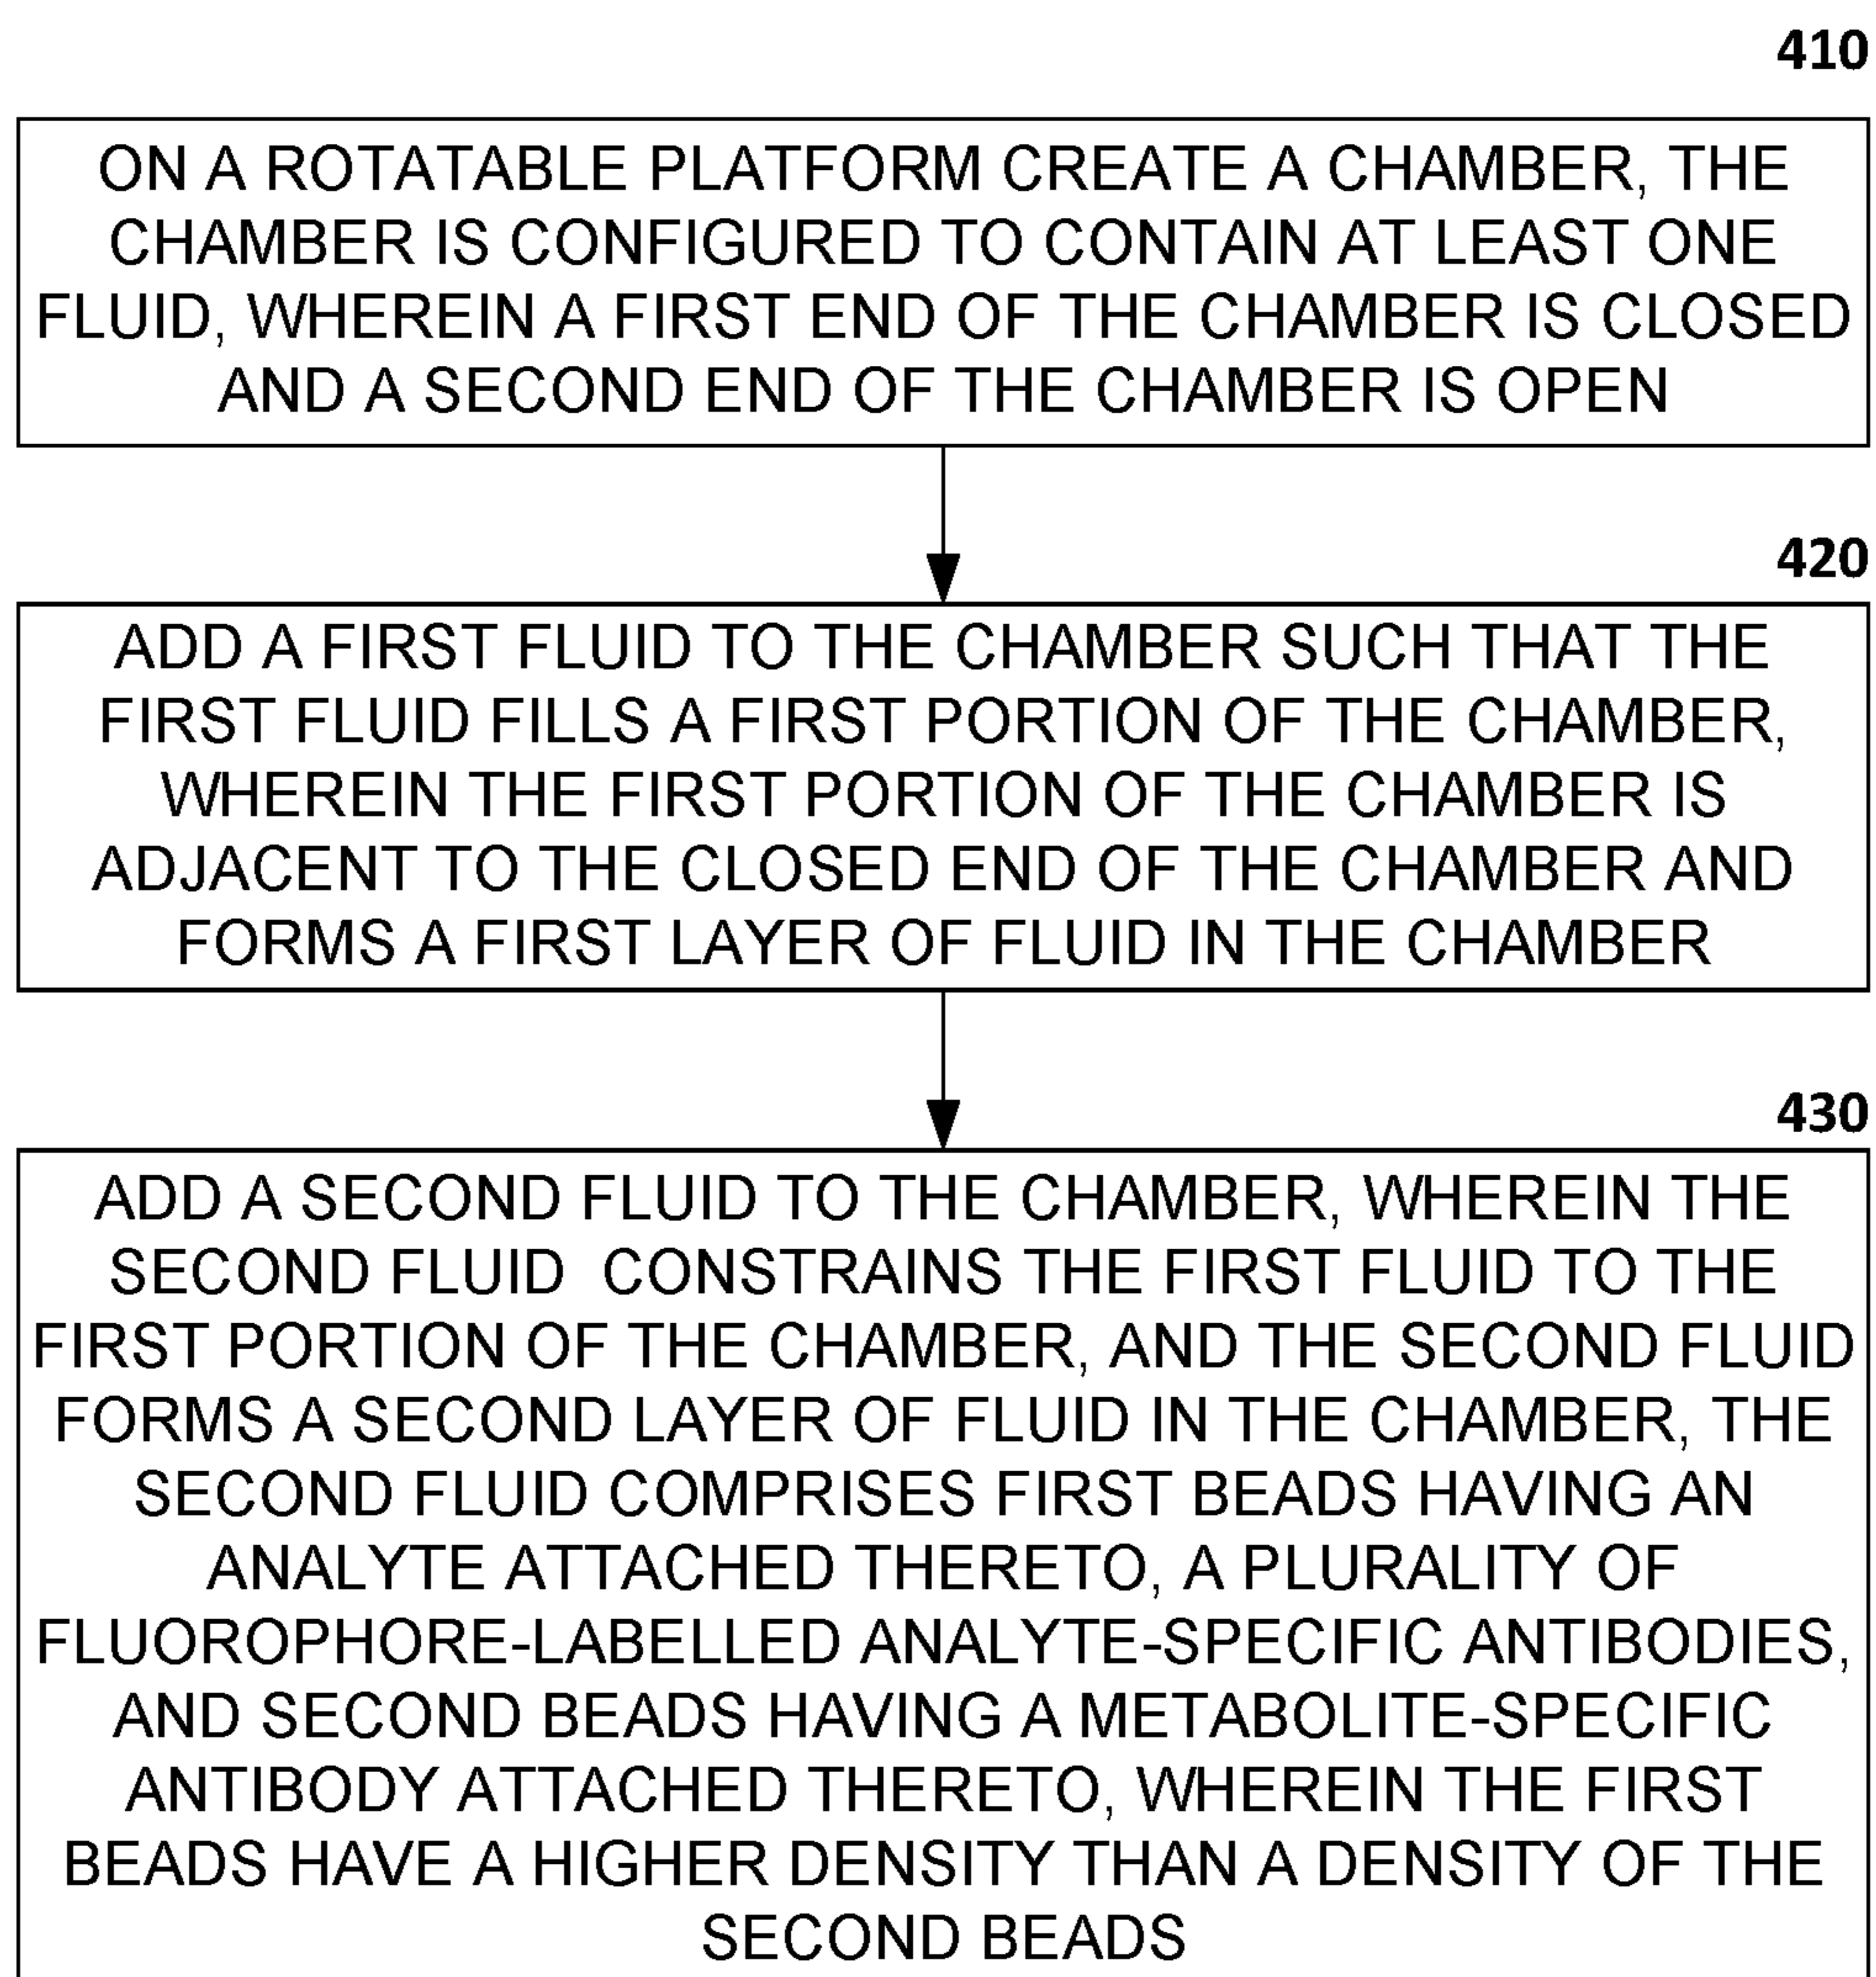 410
ON A ROTATABLE PLATFORM CREATE A CHAMBER, THE
CHAMBER IS CONFIGURED TO CONTAIN AT LEAST ONE
FLUID, WHEREIN A FIRST END OF THE CHAMBER IS CLOSED
AND A SECOND END OF THE CHAMBER IS OPEN
420
ADD A FIRST FLUID TO THE CHAMBER SUCH THAT THE
FIRST FLUID FILLS A FIRST PORTION OF THE CHAMBER,
WHEREIN THE FIRST PORTION OF THE CHAMBER IS
ADJACENT TO THE CLOSED END OF THE CHAMBER AND
FORMS A FIRST LAYER OF FLUID IN THE CHAMBER
430
ADD A SECOND FLUID TO THE CHAMBER, WHEREIN THE
SECOND FLUID CONSTRAINS THE FIRST FLUID TO THE
FIRST PORTION OF THE CHAMBER, AND THE SECOND FLUID
FORMS A SECOND LAYER OF FLUID IN THE CHAMBER, THE
SECOND FLUID COMPRISES FIRST BEADS HAVING AN
ANALYTE ATTACHED THERETO, A PLURALITY OF
FLUOROPHORE-LABELLED ANALYTE-SPECIFIC ANTIBODIES,
AND SECOND BEADS HAVING A METABOLITE-SPECIFIC
ANTIBODY ATTACHED THERETO, WHEREIN THE FIRST
BEADS HAVE A HIGHER DENSITY THAN A DENSITY OF THE
SECOND BEADS